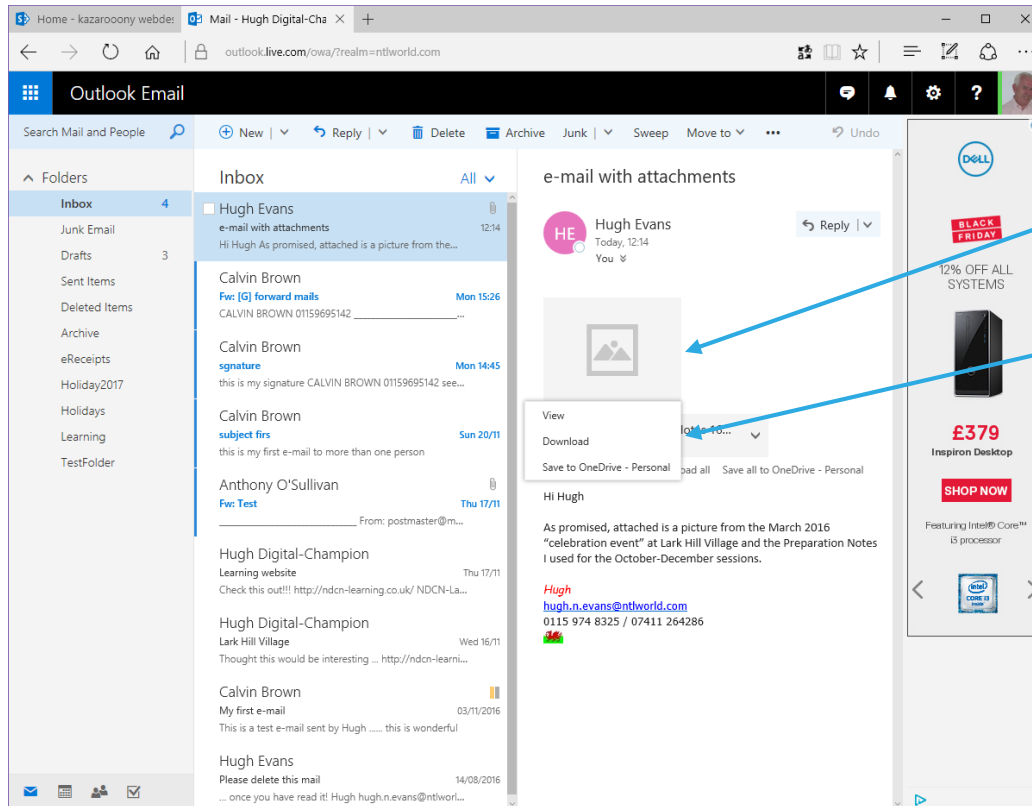 Home - kazarooony webde:
Mail - Hugh Digital-Cha
outlook.live.com/owa/?realm=ntlworld.com
Outlook Email
Search Mail and People
New
Reply
Delete
Archive
Junk
Sweep
Move to
Undo
Folders
Inbox 4
Junk Email
Drafts 3
Sent Items
Deleted Items
Archive
eReceipts
Holiday2017
Holidays
Learning
TestFolder
Inbox
All
Hugh Evans
e-mail with attachments 12:14
Hi Hugh As promised, attached is a picture from the...
Calvin Brown
Fw: [G] forward mails Mon 15:26
CALVIN BROWN 01159695142 ______________________...
Calvin Brown
sgnature Mon 14:45
this is my signature CALVIN BROWN 01159695142 see...
Calvin Brown
subject firs Sun 20/11
this is my first e-mail to more than one person
Anthony O'Sullivan
Fw: Test Thu 17/11
______________________________ From: postmaster@m...
Hugh Digital-Champion
Learning website Thu 17/11
Check this out!!! http://ndcn-learning.co.uk/ NDCN-La...
Hugh Digital-Champion
Lark Hill Village Wed 16/11
Thought this would be interesting ... http://ndcn-learni...
Calvin Brown
My first e-mail 03/11/2016
This is a test e-mail sent by Hugh ...... this is wonderful
Hugh Evans
Please delete this mail 14/08/2016
... once you have read it! Hugh hugh.n.evans@ntlworl...
e-mail with attachments
HE
Hugh Evans
Today, 12:14
You
Reply
View
Download
Save to OneDrive - Personal
all Save all to OneDrive - Personal
Hi Hugh
As promised, attached is a picture from the March 2016
“celebration event” at Lark Hill Village and the Preparation Notes
I used for the October-December sessions.
Hugh
hugh.n.evans@ntlworld.com
0115 974 8325 / 07411 264286
DELL
BLACK
FRIDAY
12% OFF ALL
SYSTEMS
£379
Inspiron Desktop
SHOP NOW
Featuring Intel® Core™
i3 processor
intel
CORE i3
inside